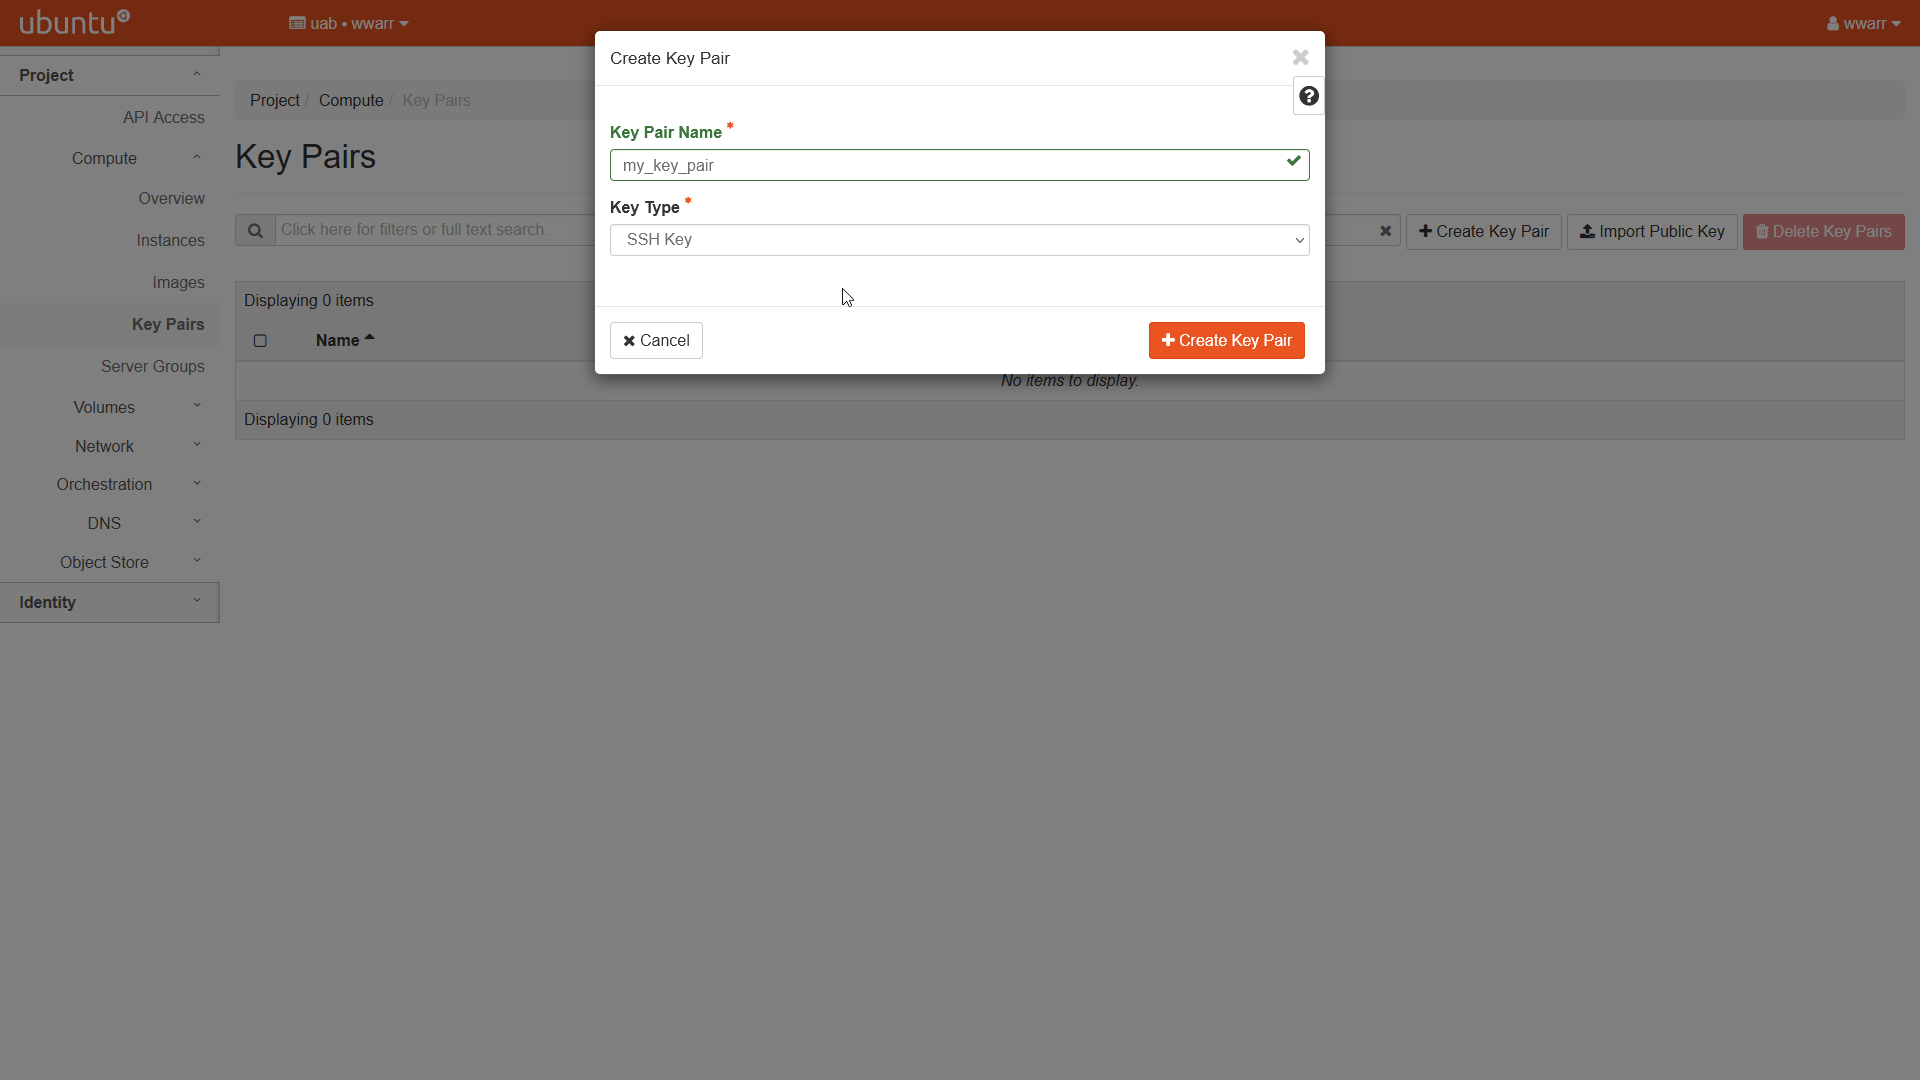 ubuntu
uab • wwarr
wwarr
Project
API Access
Compute
Overview
Instances
Images
Key Pairs
Server Groups
Volumes
Network
Orchestration
DNS
Object Store
Identity
Project / Compute / Key Pairs
Key Pairs
Click here for filters or full text search.
Create Key Pair
Import Public Key
Delete Key Pairs
Displaying 0 items
Name
No items to display.
Displaying 0 items
Create Key Pair
Key Pair Name *
my_key_pair
Key Type *
SSH Key
Cancel
Create Key Pair